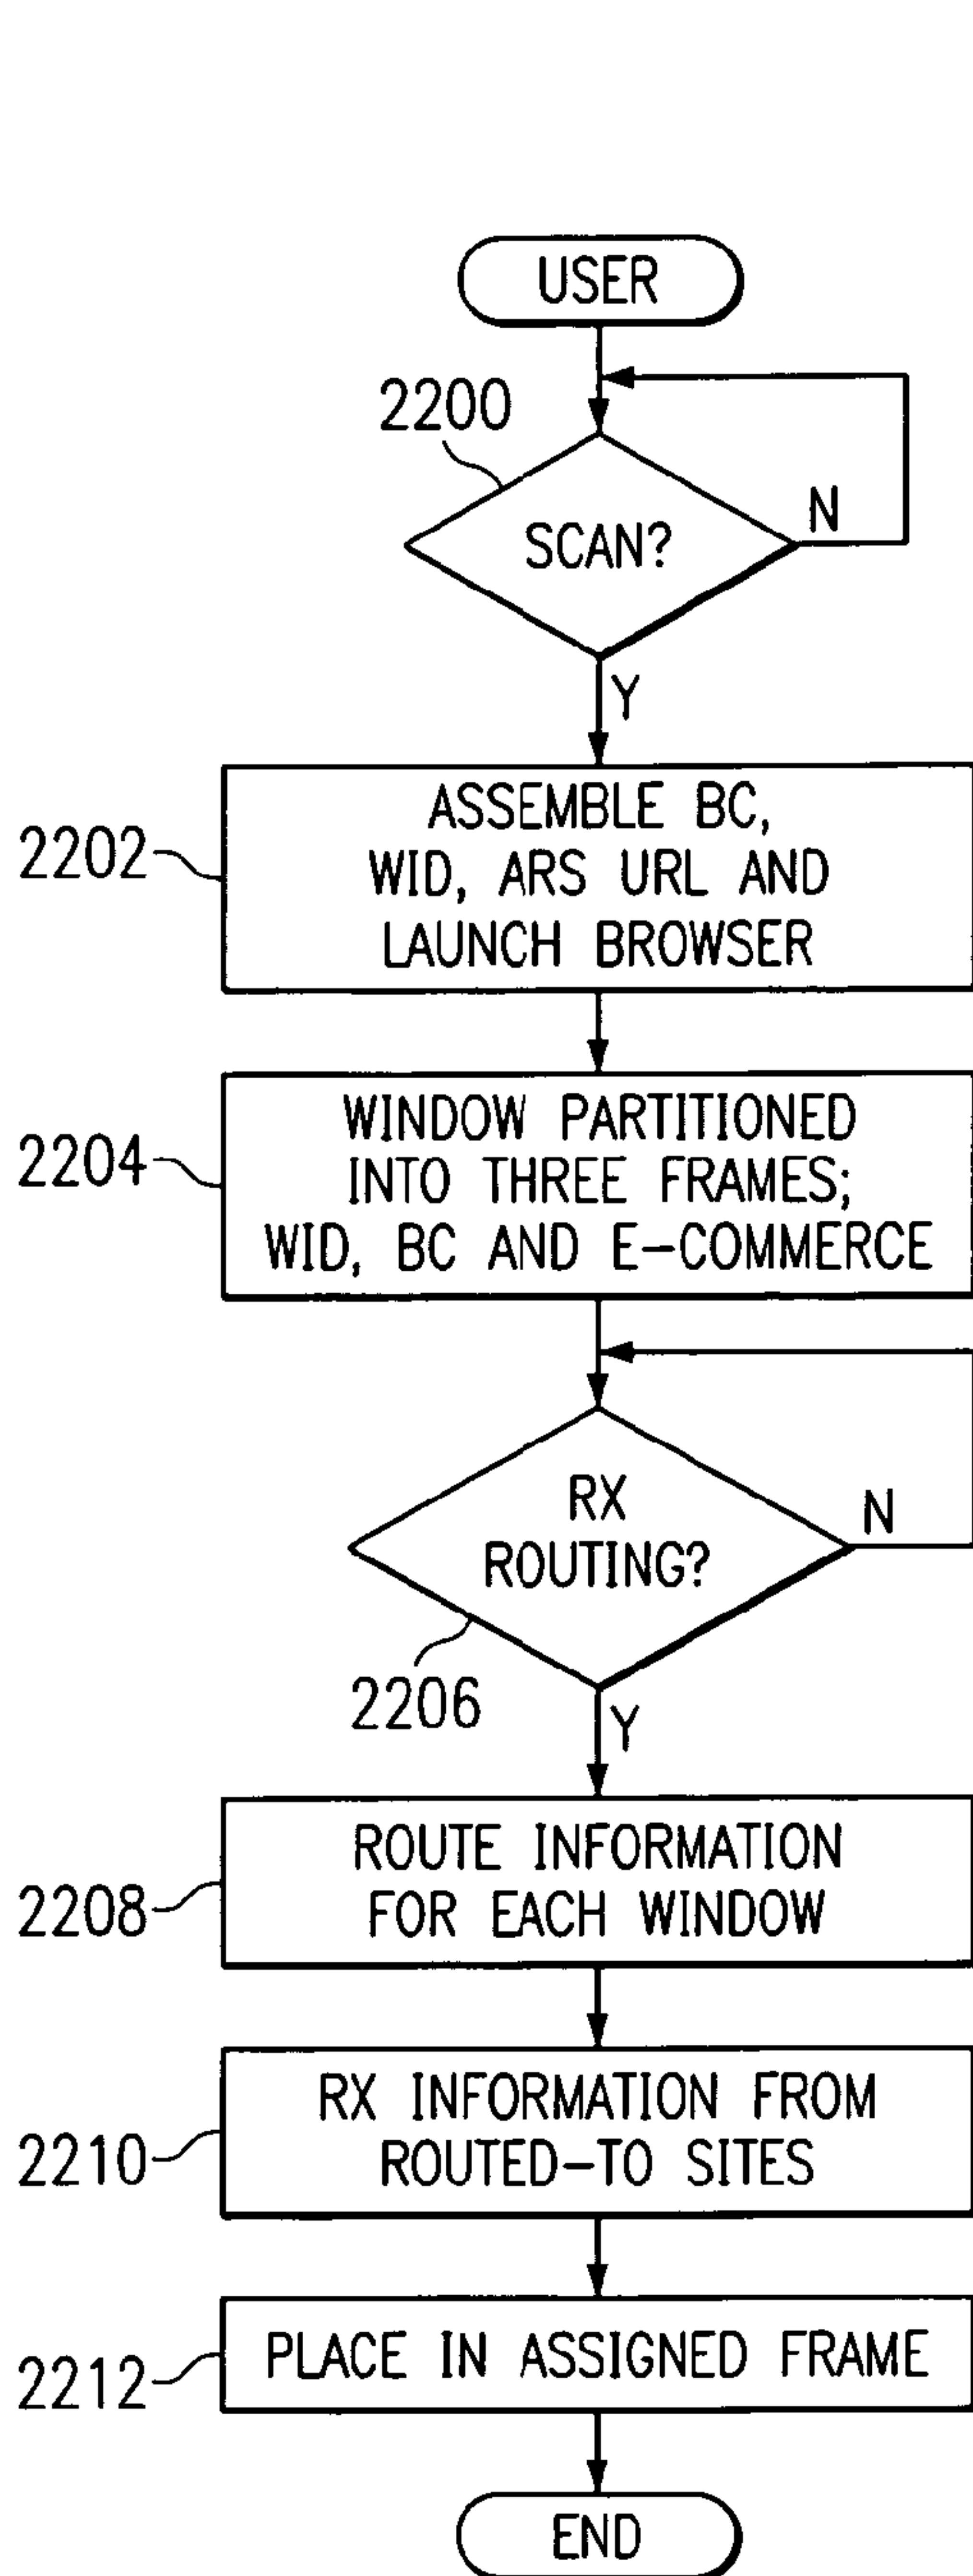 USER
2200
SCAN?
N
Y
2202
ASSEMBLE BC,
WID, ARS URL AND
LAUNCH BROWSER
2204
WINDOW PARTITIONED
INTO THREE FRAMES;
WID, BC AND E-COMMERCE
RX
ROUTING?
N
2206
Y
2208
ROUTE INFORMATION
FOR EACH WINDOW
2210
RX INFORMATION FROM
ROUTED-TO SITES
2212
PLACE IN ASSIGNED FRAME
END